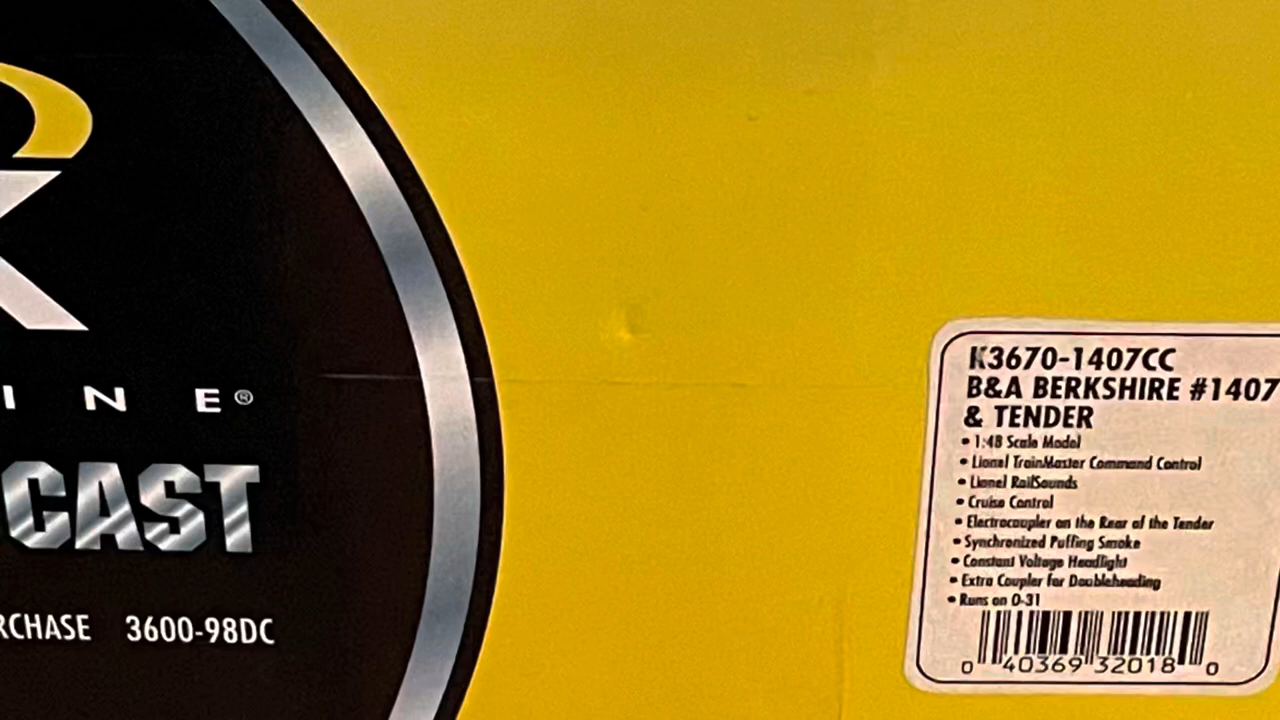 K
INE®
CAST
RCHASE 3600-98DC
K3670-1407CC
B&A BERKSHIRE #1407
& TENDER
• 1:48 Scale Model
• Lionel TrainMaster Command Control
• Lionel RailSounds
• Cruise Control
• Electrocoupler on the Rear of the Tender
• Synchronized Puffing Smoke
• Constant Voltage Headlight
• Extra Coupler for Doubleheading
• Runs on O-31
0 40369 32018 0